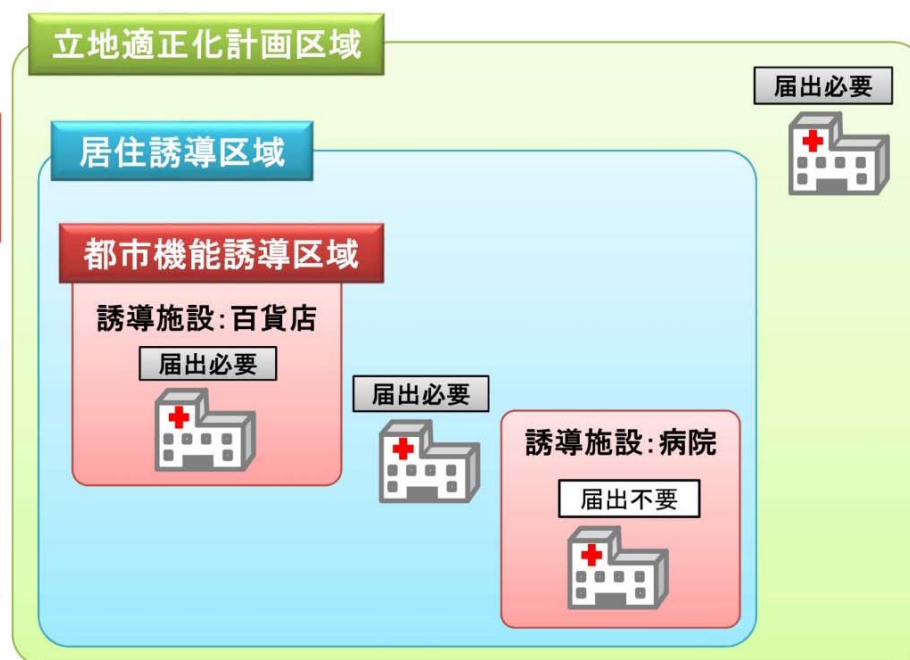 立地適正化計画区域
届出必要
居住誘導区域
都市機能誘導区域
誘導施設:百貨店
届出必要
届出必要
誘導施設:病院
届出不要